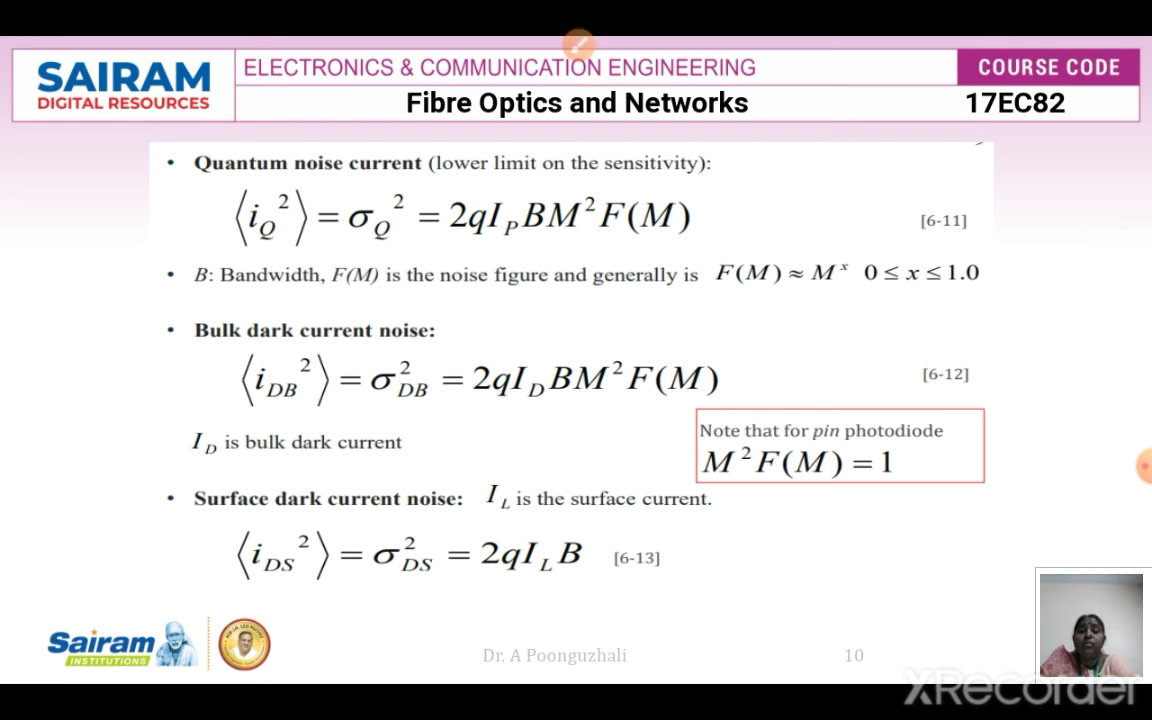 SAIRAM
DIGITAL RESOURCES
ELECTRONICS & COMMUNICATION ENGINEERING
COURSE CODE
Fibre Optics and Networks
17EC82
• Quantum noise current (lower limit on the sensitivity):
⟨i_Q²⟩ = σ_Q² = 2qI_P BM²F(M) [6-11]
• B: Bandwidth, F(M) is the noise figure and generally is F(M) ≈ M^x 0 ≤ x ≤ 1.0
• Bulk dark current noise:
⟨i_DB²⟩ = σ²_DB = 2qI_D BM²F(M) [6-12]
I_D is bulk dark current
Note that for pin photodiode
M²F(M) = 1
• Surface dark current noise: I_L is the surface current.
⟨i_DS²⟩ = σ²_DS = 2qI_L B [6-13]
Sairam
INSTITUTIONS
Dr. A Poonguzhali
10
XRecorder